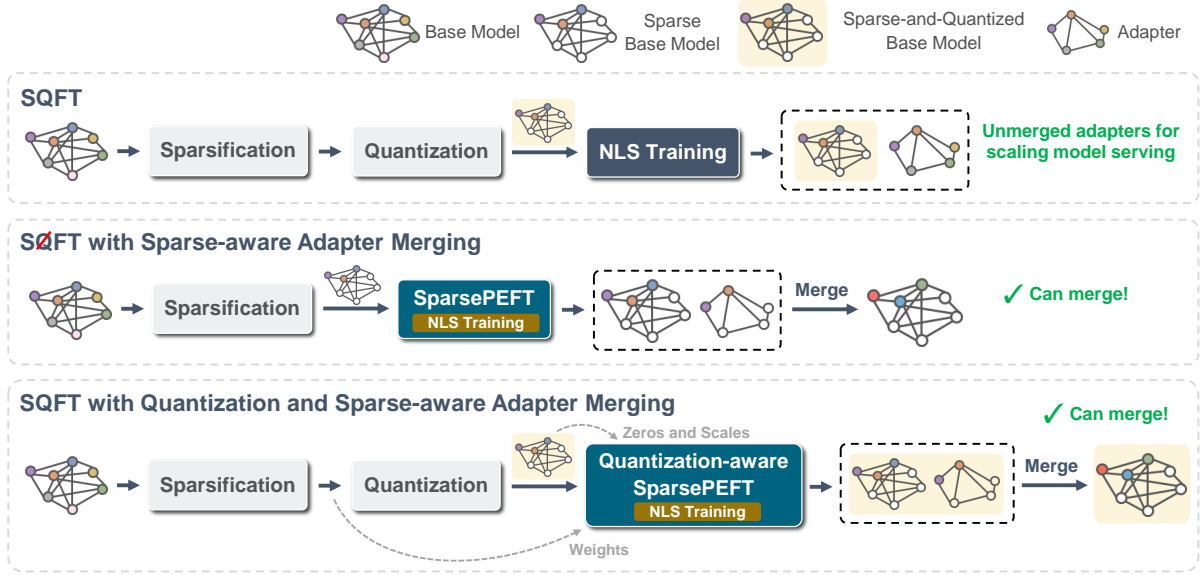 Base Model
Sparse
Base Model
Sparse-and-Quantized
Base Model
Adapter
SQFT
Sparsification
Quantization
NLS Training
Unmerged adapters for
scaling model serving
SQFT with Sparse-aware Adapter Merging
Sparsification
SparsePEFT
NLS Training
Merge
✓ Can merge!
SQFT with Quantization and Sparse-aware Adapter Merging
✓ Can merge!
Zeros and Scales
Sparsification
Quantization
Quantization-aware
SparsePEFT
NLS Training
Merge
Weights